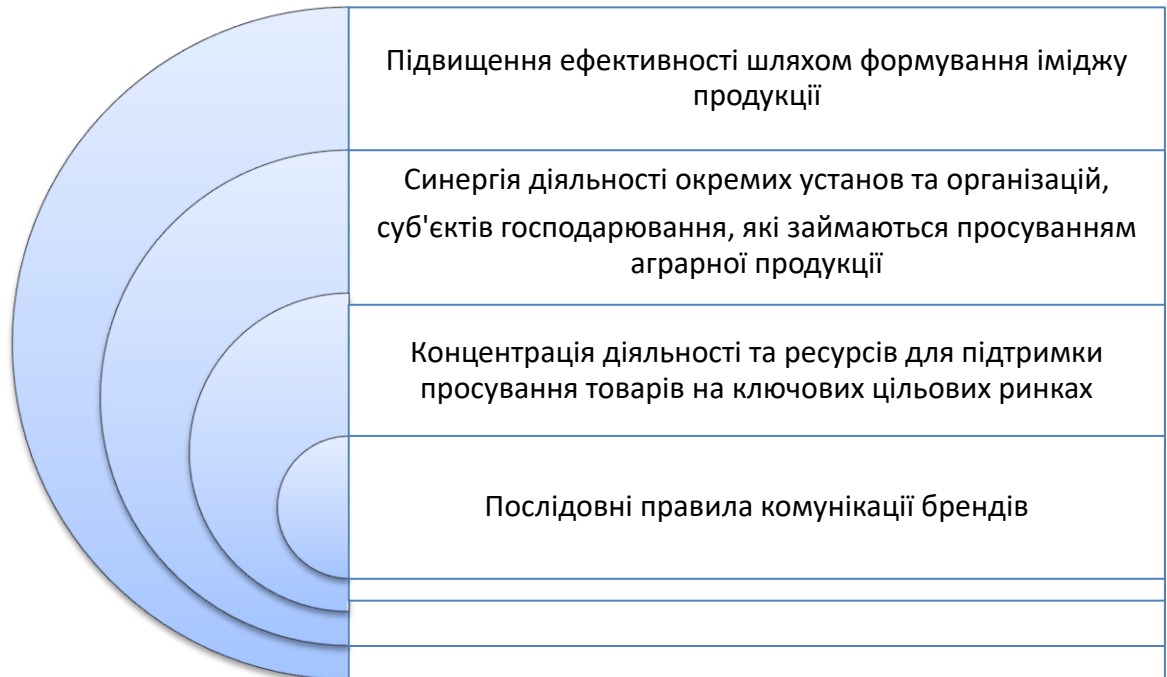 Підвищення ефективності шляхом формування іміджу
продукції
Синергія діяльності окремих установ та організацій,
суб'єктів господарювання, які займаються просуванням
аграрної продукції
Концентрація діяльності та ресурсів для підтримки
просування товарів на ключових цільових ринках
Послідовні правила комунікації брендів